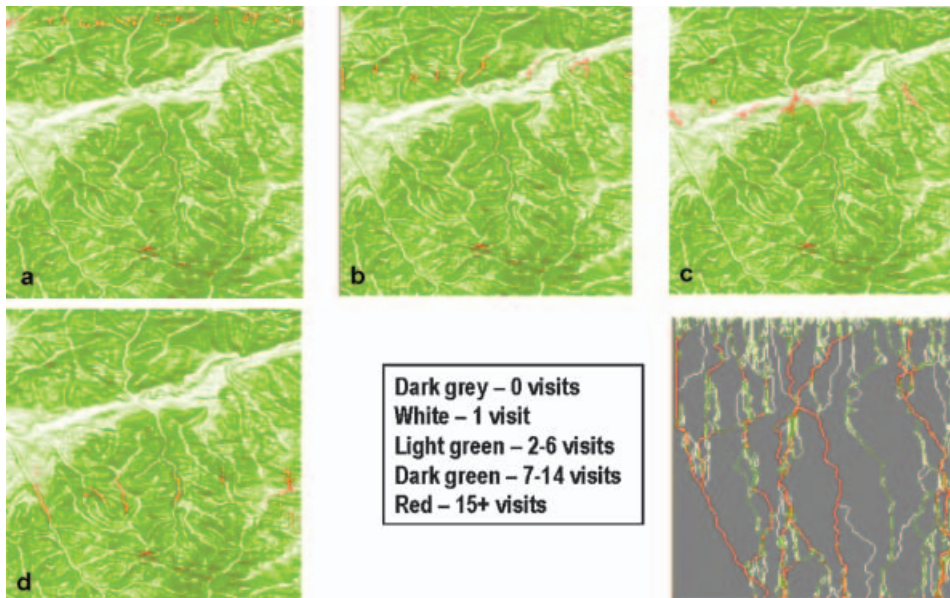 a
b
c
d
Dark grey – 0 visits
White – 1 visit
Light green – 2-6 visits
Dark green – 7-14 visits
Red – 15+ visits